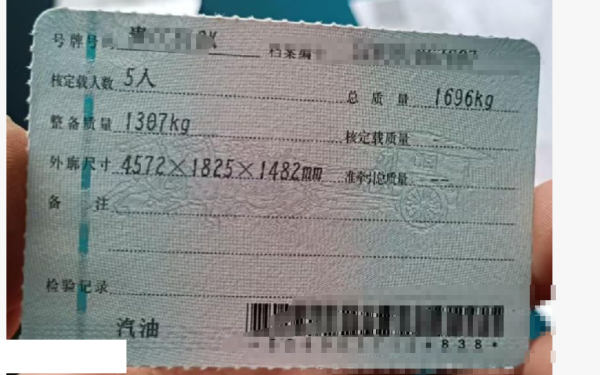 号牌号码
档案编号
核定载人数 5人
总质量 1696kg
整备质量 1307kg
核定载质量
外廓尺寸 4572×1825×1482mm
准牵引总质量 --
备注
检验记录
汽油
*838*